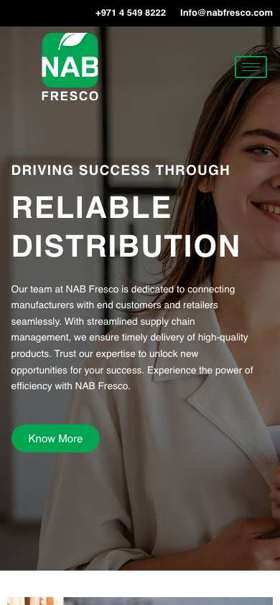 +971 4 549 8222 Info@nabfresco.com
NAB
FRESCO
DRIVING SUCCESS THROUGH
RELIABLE
DISTRIBUTION
Our team at NAB Fresco is dedicated to connecting
manufacturers with end customers and retailers
seamlessly. With streamlined supply chain
management, we ensure timely delivery of high-quality
products. Trust our expertise to unlock new
opportunities for your success. Experience the power of
efficiency with NAB Fresco.
Know More